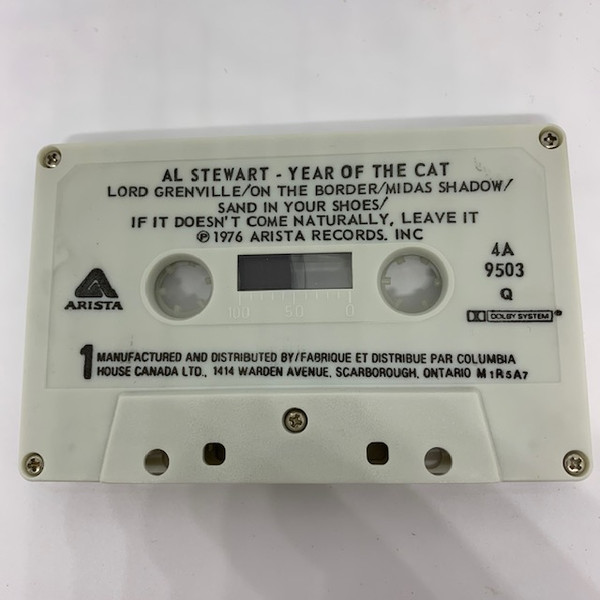 AL STEWART - YEAR OF THE CAT
LORD GRENVILLE/ON THE BORDER/MIDAS SHADOW/
SAND IN YOUR SHOES/
IF IT DOESN'T COME NATURALLY, LEAVE IT
℗ 1976 ARISTA RECORDS, INC
4A
9503
Q
ARISTA
100 50 0
DOLBY SYSTEM
1 MANUFACTURED AND DISTRIBUTED BY/FABRIQUE ET DISTRIBUE PAR COLUMBIA
HOUSE CANADA LTD., 1414 WARDEN AVENUE, SCARBOROUGH, ONTARIO M1R5A7